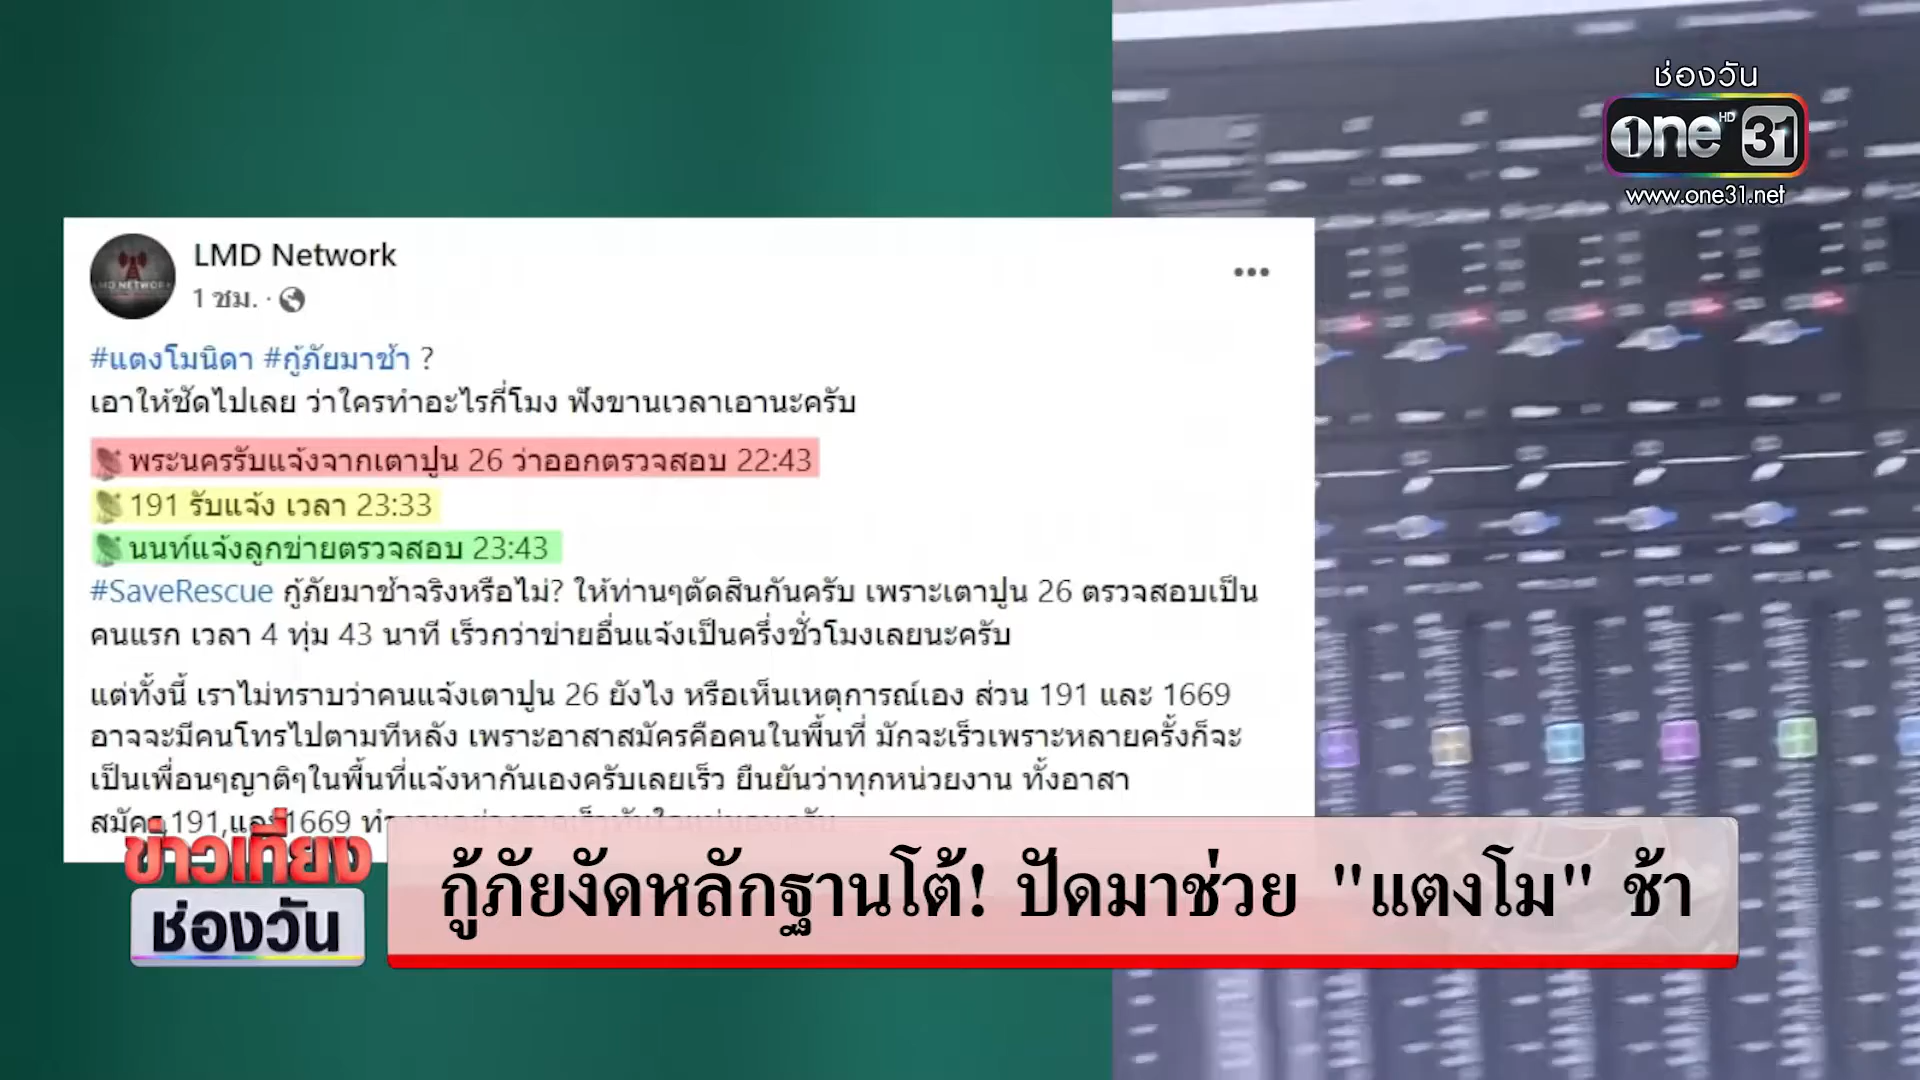 ช่องวัน
one HD 31
www.one31.net
LMD Network
1 ชม. ·
#แตงโมนิดา #กู้ภัยมาช้า ?
เอาให้ชัดไปเลย ว่าใครทำอะไรกี่โมง ฟังขานเวลาเอานะครับ
พระนครรับแจ้งจากเตาปูน 26 ว่าออกตรวจสอบ 22:43
191 รับแจ้ง เวลา 23:33
นนท์แจ้งลูกข่ายตรวจสอบ 23:43
#SaveRescue กู้ภัยมาช้าจริงหรือไม่? ให้ท่านๆตัดสินกันครับ เพราะเตาปูน 26 ตรวจสอบเป็น
คนแรก เวลา 4 ทุ่ม 43 นาที เร็วกว่าข่ายอื่นแจ้งเป็นครึ่งชั่วโมงเลยนะครับ
แต่ทั้งนี้ เราไม่ทราบว่าคนแจ้งเตาปูน 26 ยังไง หรือเห็นเหตุการณ์เอง ส่วน 191 และ 1669
อาจจะมีคนโทรไปตามทีหลัง เพราะอาสาสมัครคือคนในพื้นที่ มักจะเร็วเพราะหลายครั้งก็จะ
เป็นเพื่อนๆญาติๆในพื้นที่แจ้งหากันเองครับเลยเร็ว ยืนยันว่าทุกหน่วยงาน ทั้งอาสา
สมัคร,191,และ1669
ข่าวเที่ยง
ช่องวัน
กู้ภัยงัดหลักฐานโต้! ปัดมาช่วย "แตงโม" ช้า